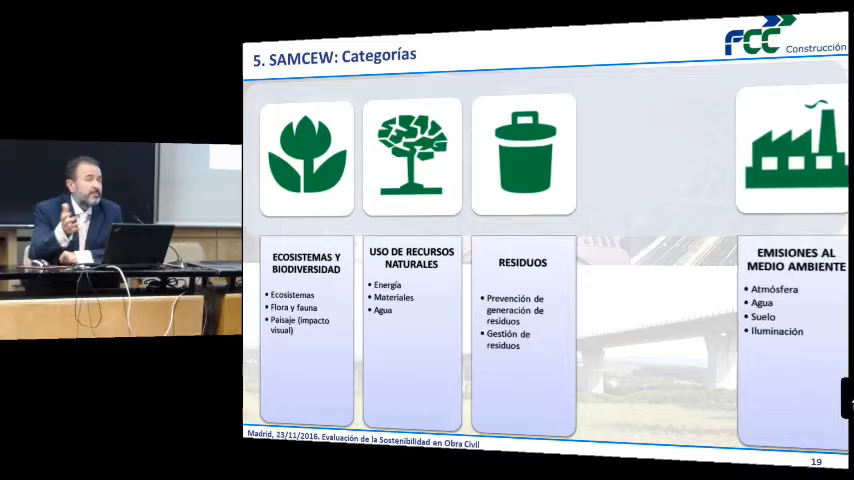 5. SAMCEW: Categorías
FCC Construcción
ECOSISTEMAS Y
BIODIVERSIDAD
• Ecosistemas
• Flora y fauna
• Paisaje (impacto
visual)
USO DE RECURSOS
NATURALES
• Energía
• Materiales
• Agua
RESIDUOS
• Prevención de
generación de
residuos
• Gestión de
residuos
EMISIONES AL
MEDIO AMBIENTE
• Atmósfera
• Agua
• Suelo
• Iluminación
Madrid, 23/11/2016. Evaluación de la Sostenibilidad en Obra Civil
19